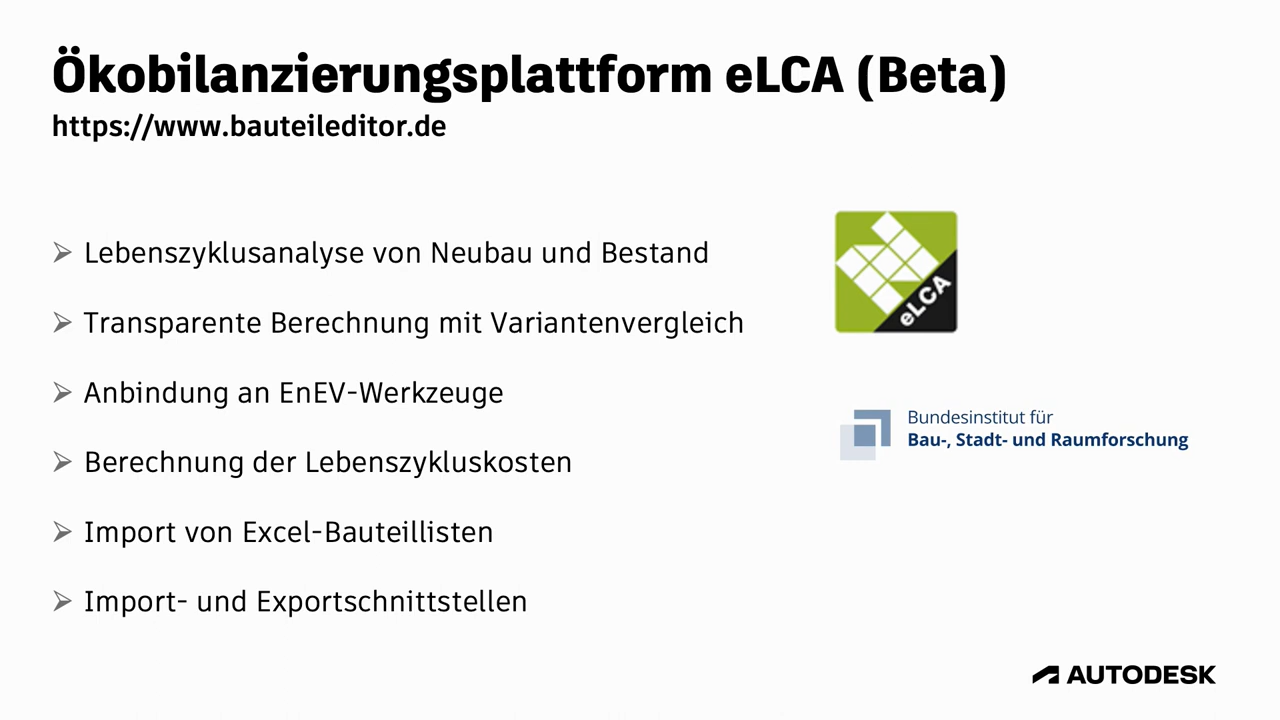 Ökobilanzierungsplattform eLCA (Beta)
https://www.bauteileditor.de
Lebenszyklusanalyse von Neubau und Bestand
Transparente Berechnung mit Variantenvergleich
Anbindung an EnEV-Werkzeuge
Berechnung der Lebenszykluskosten
Import von Excel-Bauteillisten
Import- und Exportschnittstellen
eLCA
Bundesinstitut für
Bau-, Stadt- und Raumforschung
AUTODESK